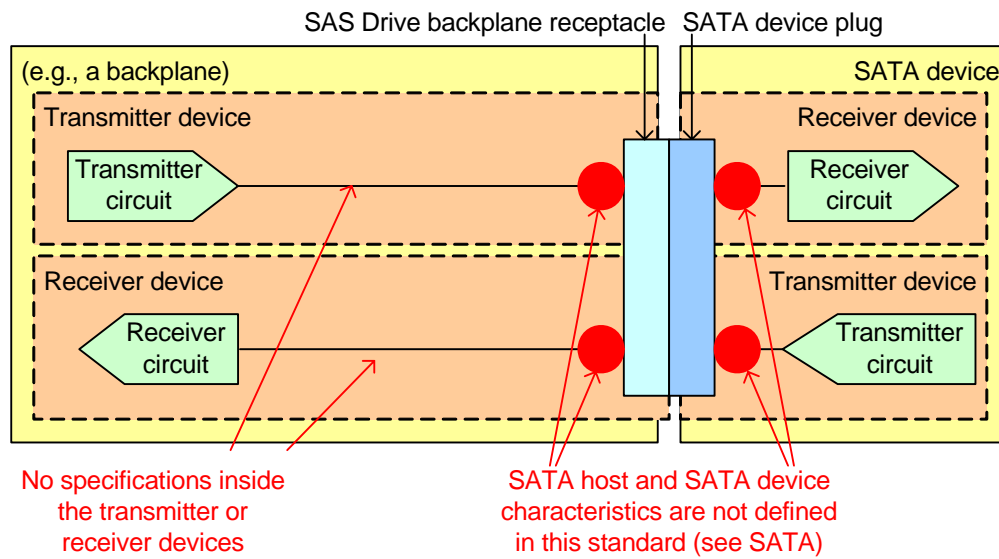 SAS Drive backplane receptacle
SATA device plug
(e.g., a backplane)
SATA device
Transmitter device
Receiver device
Transmitter
circuit
Receiver
circuit
Receiver device
Transmitter device
Receiver
circuit
Transmitter
circuit
No specifications inside
the transmitter or
receiver devices
SATA host and SATA device
characteristics are not defined
in this standard (see SATA)